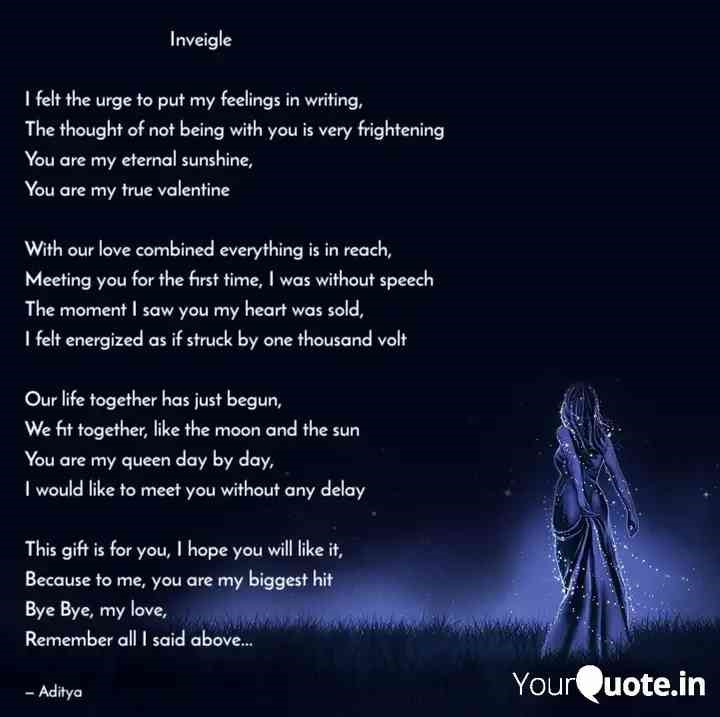 Inveigle
I felt the urge to put my feelings in writing,
The thought of not being with you is very frightening
You are my eternal sunshine,
You are my true valentine
With our love combined everything is in reach,
Meeting you for the first time, I was without speech
The moment I saw you my heart was sold,
I felt energized as if struck by one thousand volt
Our life together has just begun,
We fit together, like the moon and the sun
You are my queen day by day,
I would like to meet you without any delay
This gift is for you, I hope you will like it,
Because to me, you are my biggest hit
Bye Bye, my love,
Remember all I said above...
– Aditya
YourQuote.in